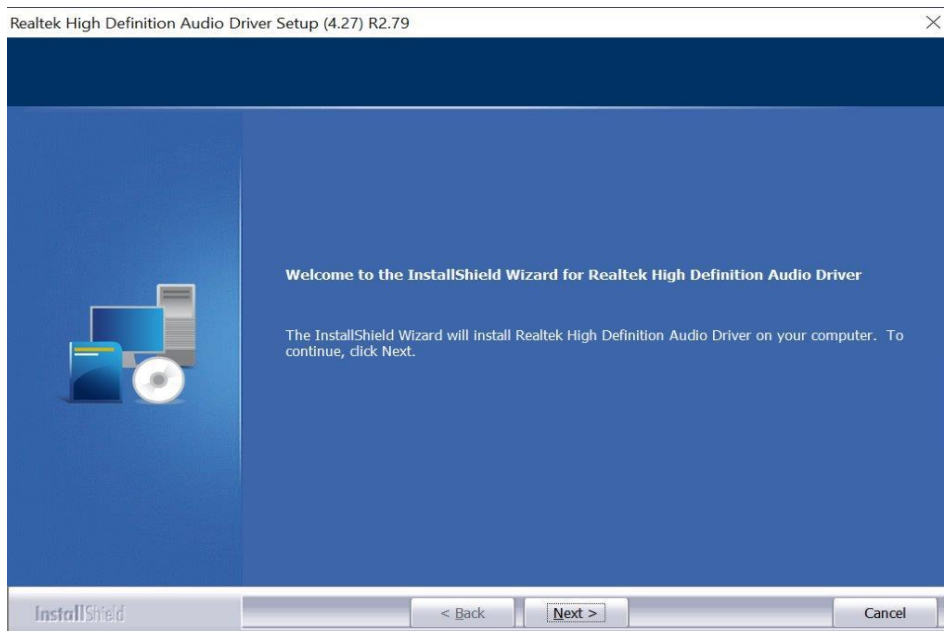 Realtek High Definition Audio Driver Setup (4.27) R2.79
Welcome to the InstallShield Wizard for Realtek High Definition Audio Driver
The InstallShield Wizard will install Realtek High Definition Audio Driver on your computer. To
continue, click Next.
InstallShield
< Back
Next >
Cancel